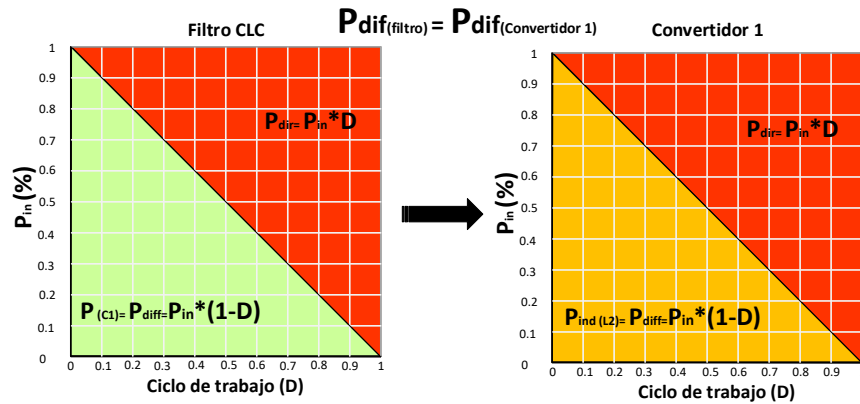 Pdif(filtro) = Pdif(Convertidor 1)
Filtro CLC
1
0.9
0.8
0.7
0.6
0.5
0.4
0.3
0.2
0.1
0
Pin (%)
Pdir= Pin*D
P (C1)= Pdiff=Pin*(1-D)
0 0.1 0.2 0.3 0.4 0.5 0.6 0.7 0.8 0.9 1
Ciclo de trabajo (D)
Convertidor 1
1
0.9
0.8
0.7
0.6
0.5
0.4
0.3
0.2
0.1
0
Pin (%)
Pdir= Pin*D
Pind (L2)= Pdiff=Pin*(1-D)
0 0.1 0.2 0.3 0.4 0.5 0.6 0.7 0.8 0.9
Ciclo de trabajo (D)